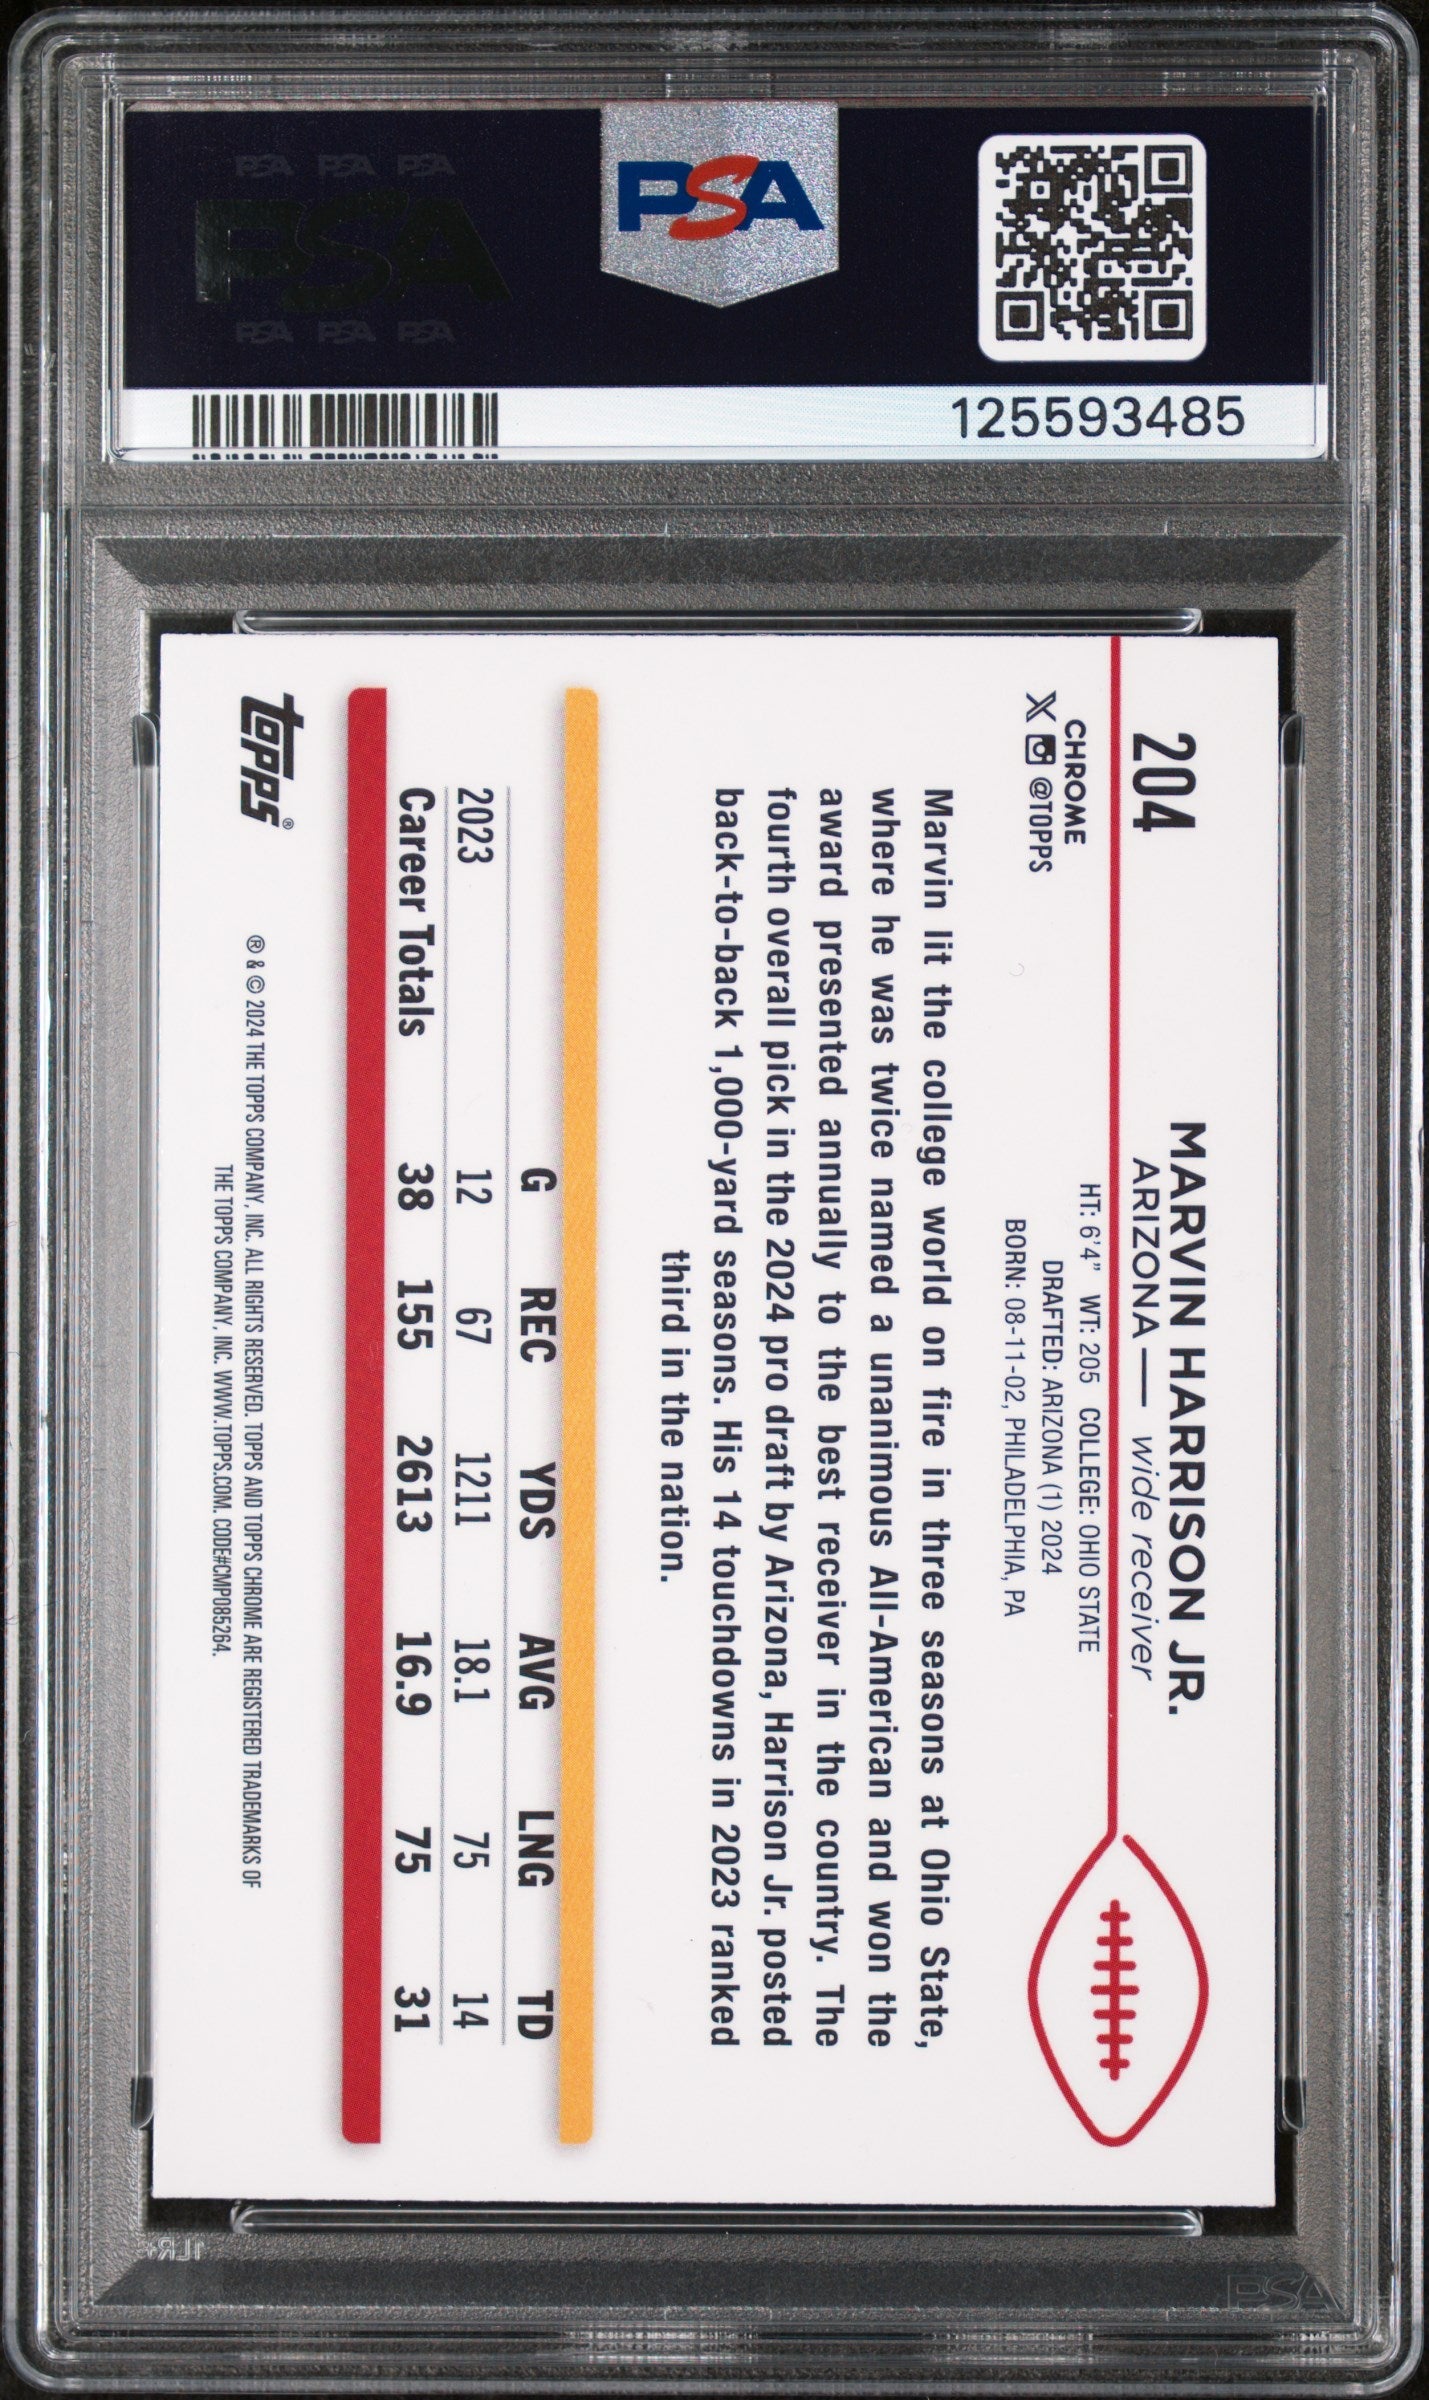 PSA PSA PSA
PSA
PSA PSA PSA
PSA
125593485
204
MARVIN HARRISON JR.
ARIZONA — wide receiver
CHROME
X @TOPPS
HT: 6'4" WT: 205 COLLEGE: OHIO STATE
DRAFTED: ARIZONA (1) 2024
BORN: 08-11-02, PHILADELPHIA, PA
Marvin lit the college world on fire in three seasons at Ohio State,
where he was twice named a unanimous All-American and won the
award presented annually to the best receiver in the country. The
fourth overall pick in the 2024 pro draft by Arizona, Harrison Jr. posted
back-to-back 1,000-yard seasons. His 14 touchdowns in 2023 ranked
third in the nation.
G REC YDS AVG LNG TD
2023 12 67 1211 18.1 75 14
Career Totals 38 155 2613 16.9 75 31
topps®
® & © 2024 THE TOPPS COMPANY, INC. ALL RIGHTS RESERVED. TOPPS AND TOPPS CHROME ARE REGISTERED TRADEMARKS OF
THE TOPPS COMPANY, INC. WWW.TOPPS.COM. CODE#CMP085264.
PSA